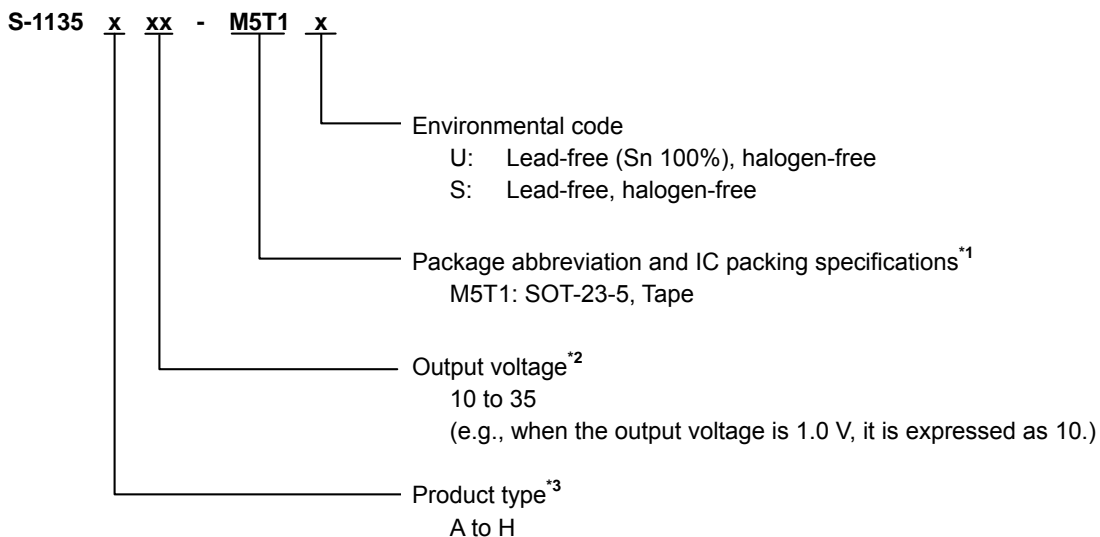 S-1135 x xx - M5T1 x
Environmental code
U: Lead-free (Sn 100%), halogen-free
S: Lead-free, halogen-free
Package abbreviation and IC packing specifications*1
M5T1: SOT-23-5, Tape
Output voltage*2
10 to 35
(e.g., when the output voltage is 1.0 V, it is expressed as 10.)
Product type*3
A to H